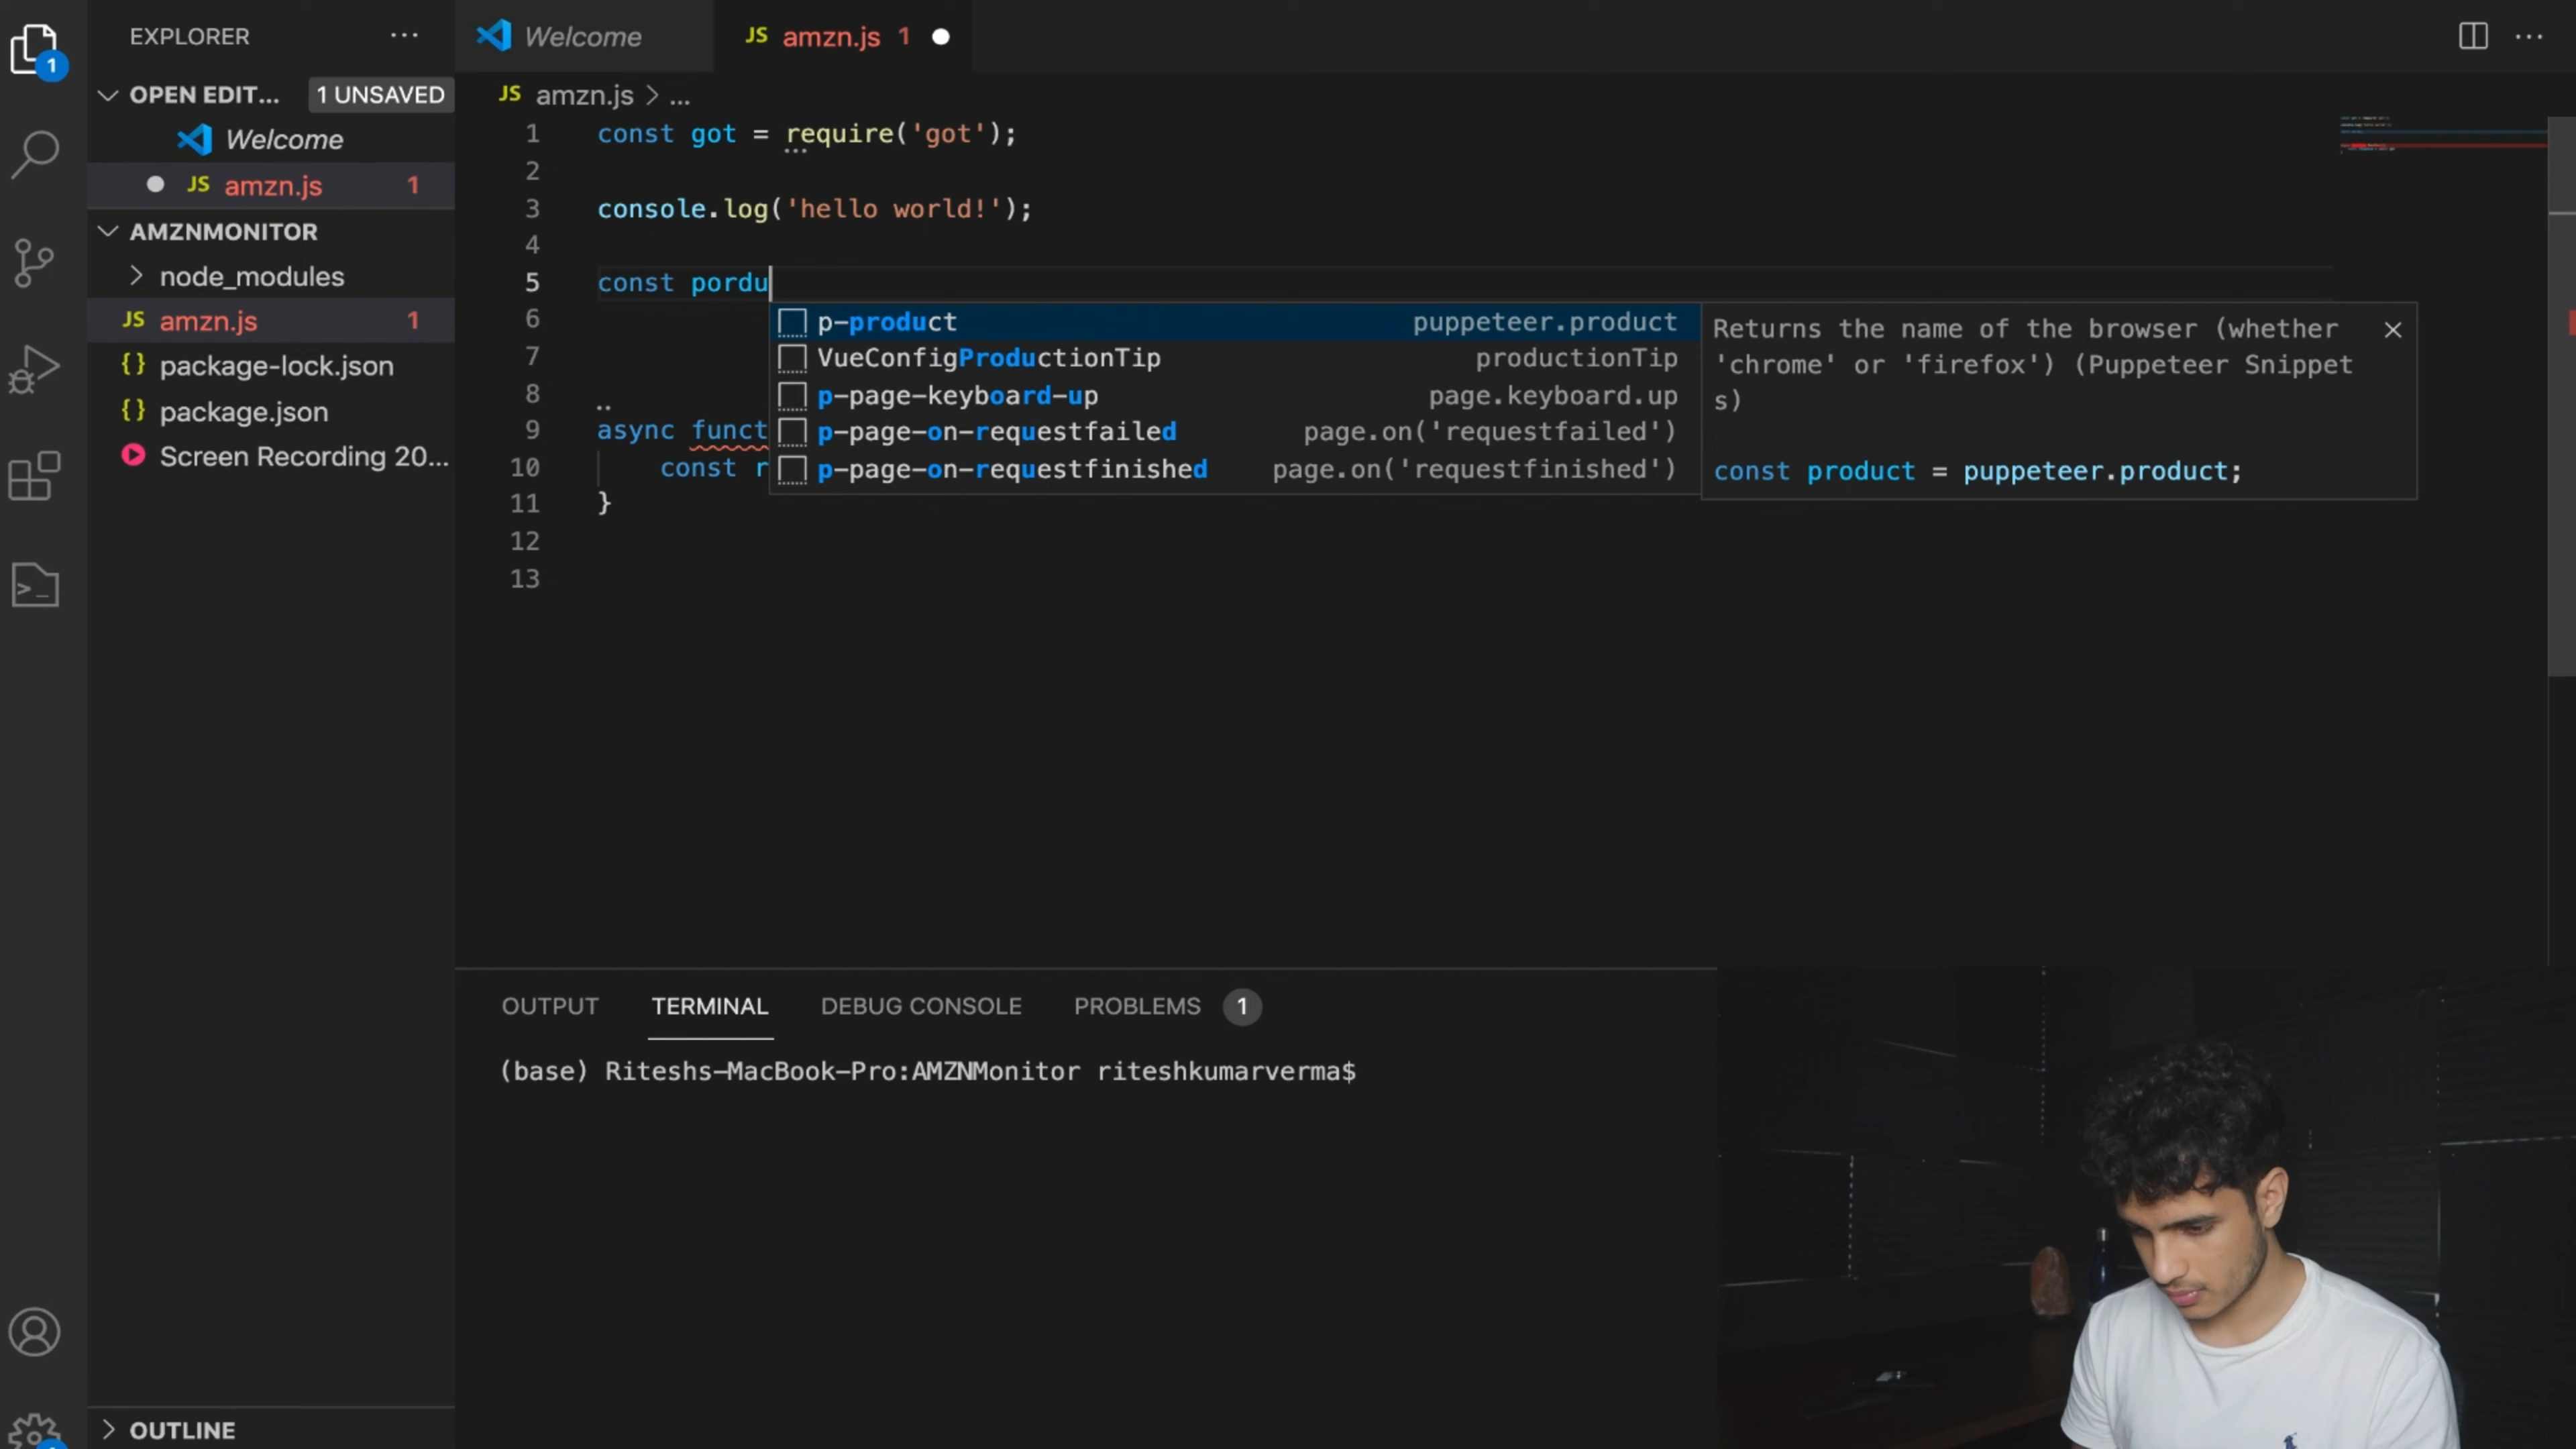 EXPLORER ...
OPEN EDIT... 1 UNSAVED
Welcome
JS amzn.js 1
AMZNMONITOR
node_modules
JS amzn.js 1
{} package-lock.json
{} package.json
Screen Recording 20...
OUTLINE
1
Welcome
JS amzn.js 1
JS amzn.js > ...
1 const got = require('got');
2
3 console.log('hello world!');
4
5 const pordu
6
7
8
9 async funct
10 const r
11 }
12
13
p-product puppeteer.product
VueConfigProductionTip productionTip
p-page-keyboard-up page.keyboard.up
p-page-on-requestfailed page.on('requestfailed')
p-page-on-requestfinished page.on('requestfinished')
Returns the name of the browser (whether
'chrome' or 'firefox') (Puppeteer Snippet
s)
const product = puppeteer.product;
OUTPUT TERMINAL DEBUG CONSOLE PROBLEMS 1
(base) Riteshs-MacBook-Pro:AMZNMonitor riteshkumarverma$